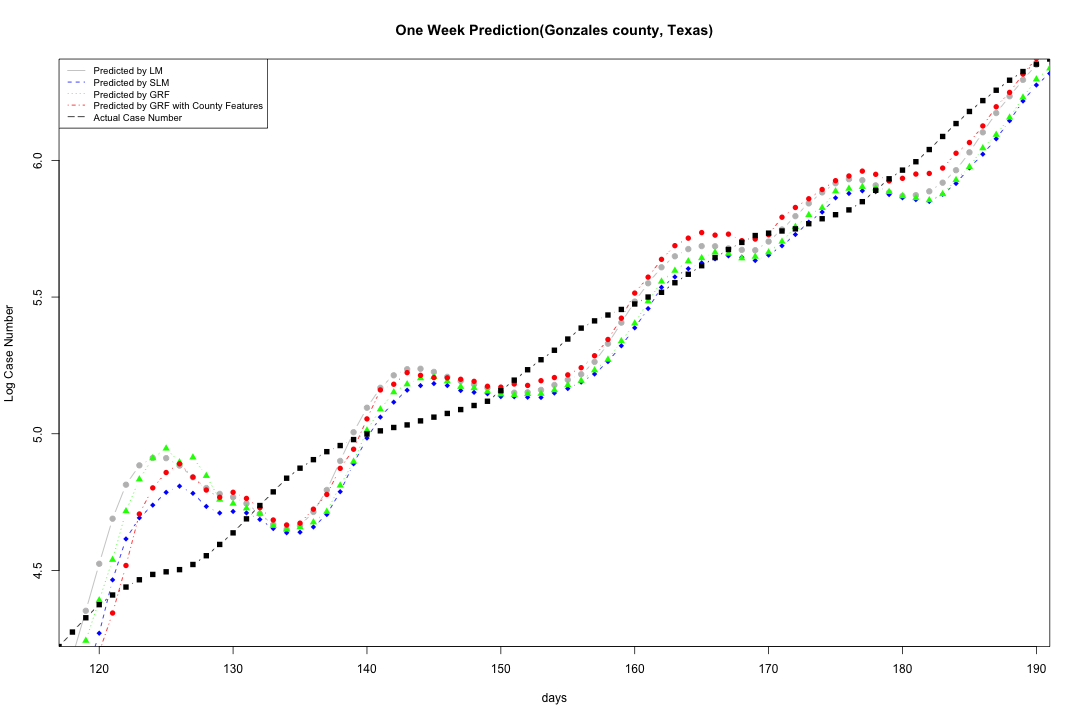 One Week Prediction(Gonzales county, Texas)
Predicted by LM
Predicted by SLM
Predicted by GRF
Predicted by GRF with County Features
Actual Case Number
6.0
5.5
5.0
4.5
Log Case Number
120 130 140 150 160 170 180 190
days